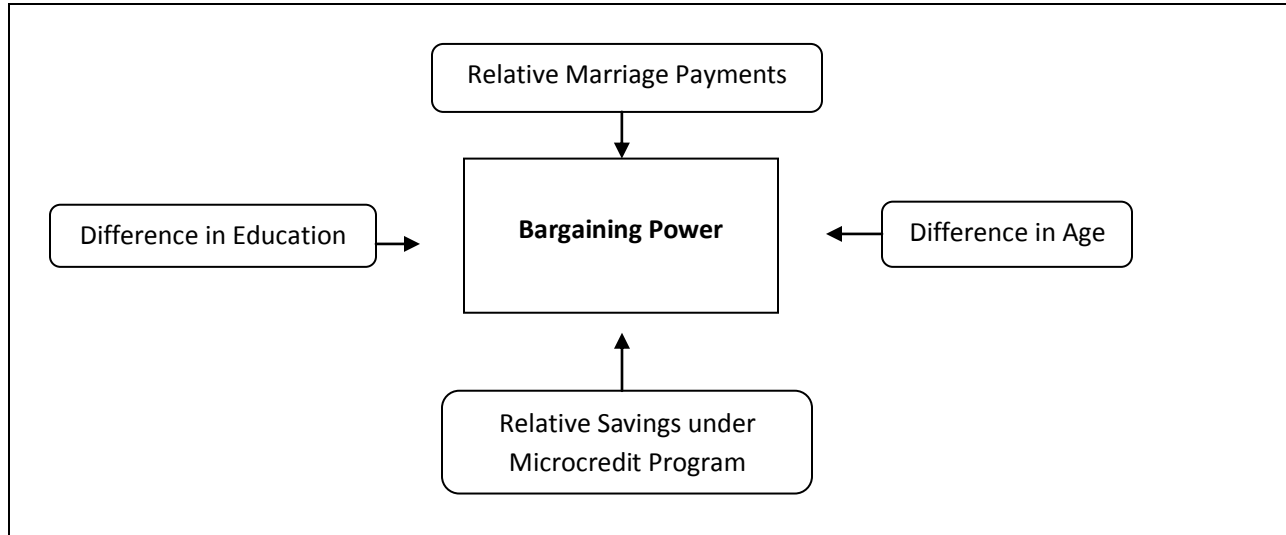 Relative Marriage Payments
Difference in Education
Bargaining Power
Difference in Age
Relative Savings under
Microcredit Program